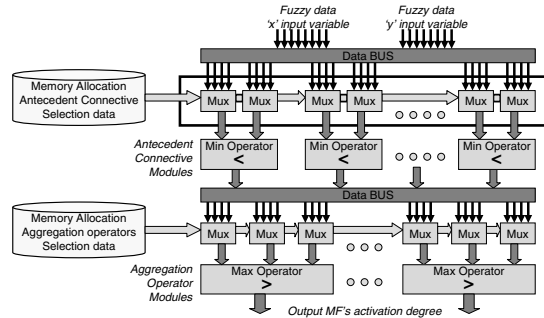 Fuzzy data
'x' input variable
Fuzzy data
'y' input variable
Data BUS
Memory Allocation
Antecedent Connective
Selection data
Mux Mux Mux Mux Mux Mux
Antecedent
Connective
Modules
Min Operator
<
Min Operator
<
Min Operator
<
Data BUS
Memory Allocation
Aggregation operators
Selection data
Mux Mux Mux Mux Mux Mux
Aggregation
Operator
Modules
Max Operator
>
Max Operator
>
Output MF's activation degree